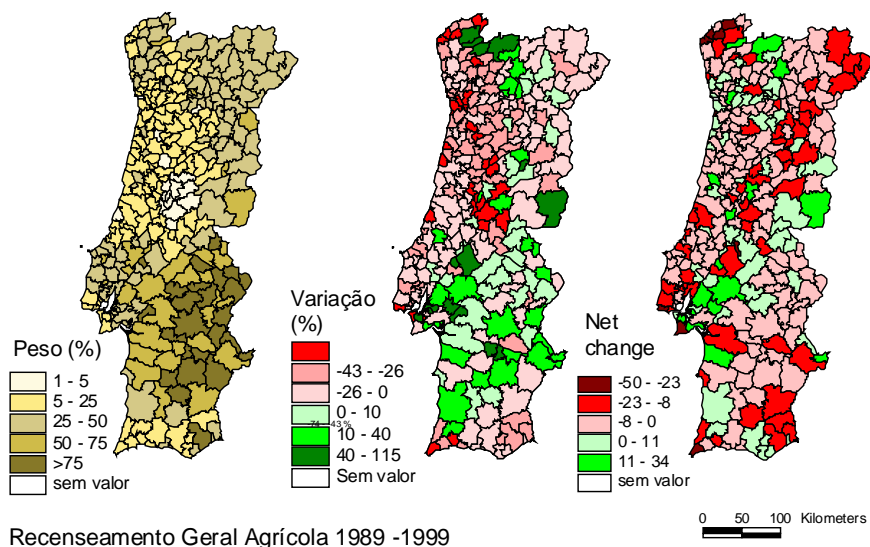 Peso (%)
1 - 5
5 - 25
25 - 50
50 - 75
>75
sem valor
Variação
(%)
-43 - -26
-26 - 0
0 - 10
10 - 40
40 - 115
Sem valor
Net
change
-50 - -23
-23 - -8
-8 - 0
0 - 11
11 - 34
sem valor
0 50 100 Kilometers
Recenseamento Geral Agrícola 1989 -1999